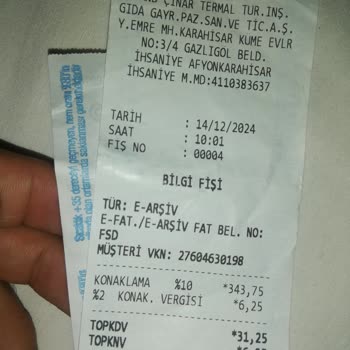 ÇINAR TERMAL TUR.INŞ.
GIDA GAYR.PAZ.SAN.VE TİC.A.Ş.
Y.EMRE MH.KARAHİSAR KUME EVLR
NO:3/4 GAZLIGOL BELD.
İHSANİYE AFYONKARAHİSAR
İHSANİYE M.MD:4110383637
TARİH : 14/12/2024
SAAT : 10:01
FİŞ NO : 00004
BİLGİ FİŞİ
TÜR: E-ARŞİV
E-FAT./E-ARŞİV FAT BEL. NO:
FSD
MÜŞTERİ VKN: 27604630198
KONAKLAMA %10 *343,75
%2 KONAK. VERGİSİ *6,25
TOPKDV *31,25
TOPKNV *6,25